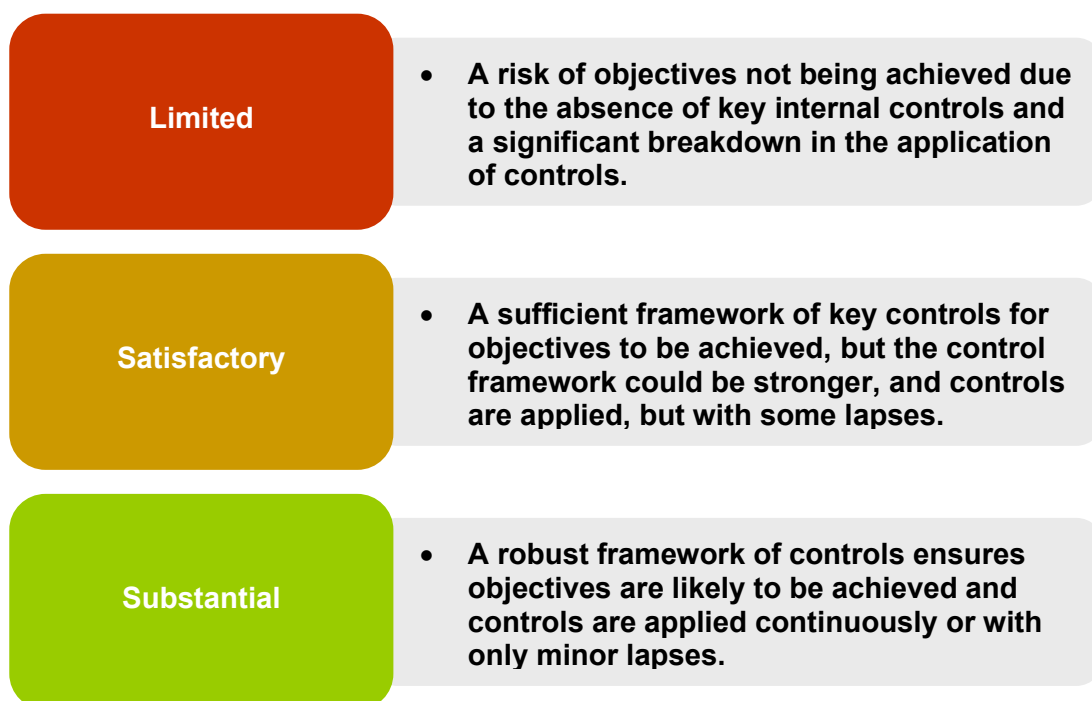 Limited
• A risk of objectives not being achieved due
to the absence of key internal controls and
a significant breakdown in the application
of controls.
Satisfactory
• A sufficient framework of key controls for
objectives to be achieved, but the control
framework could be stronger, and controls
are applied, but with some lapses.
Substantial
• A robust framework of controls ensures
objectives are likely to be achieved and
controls are applied continuously or with
only minor lapses.